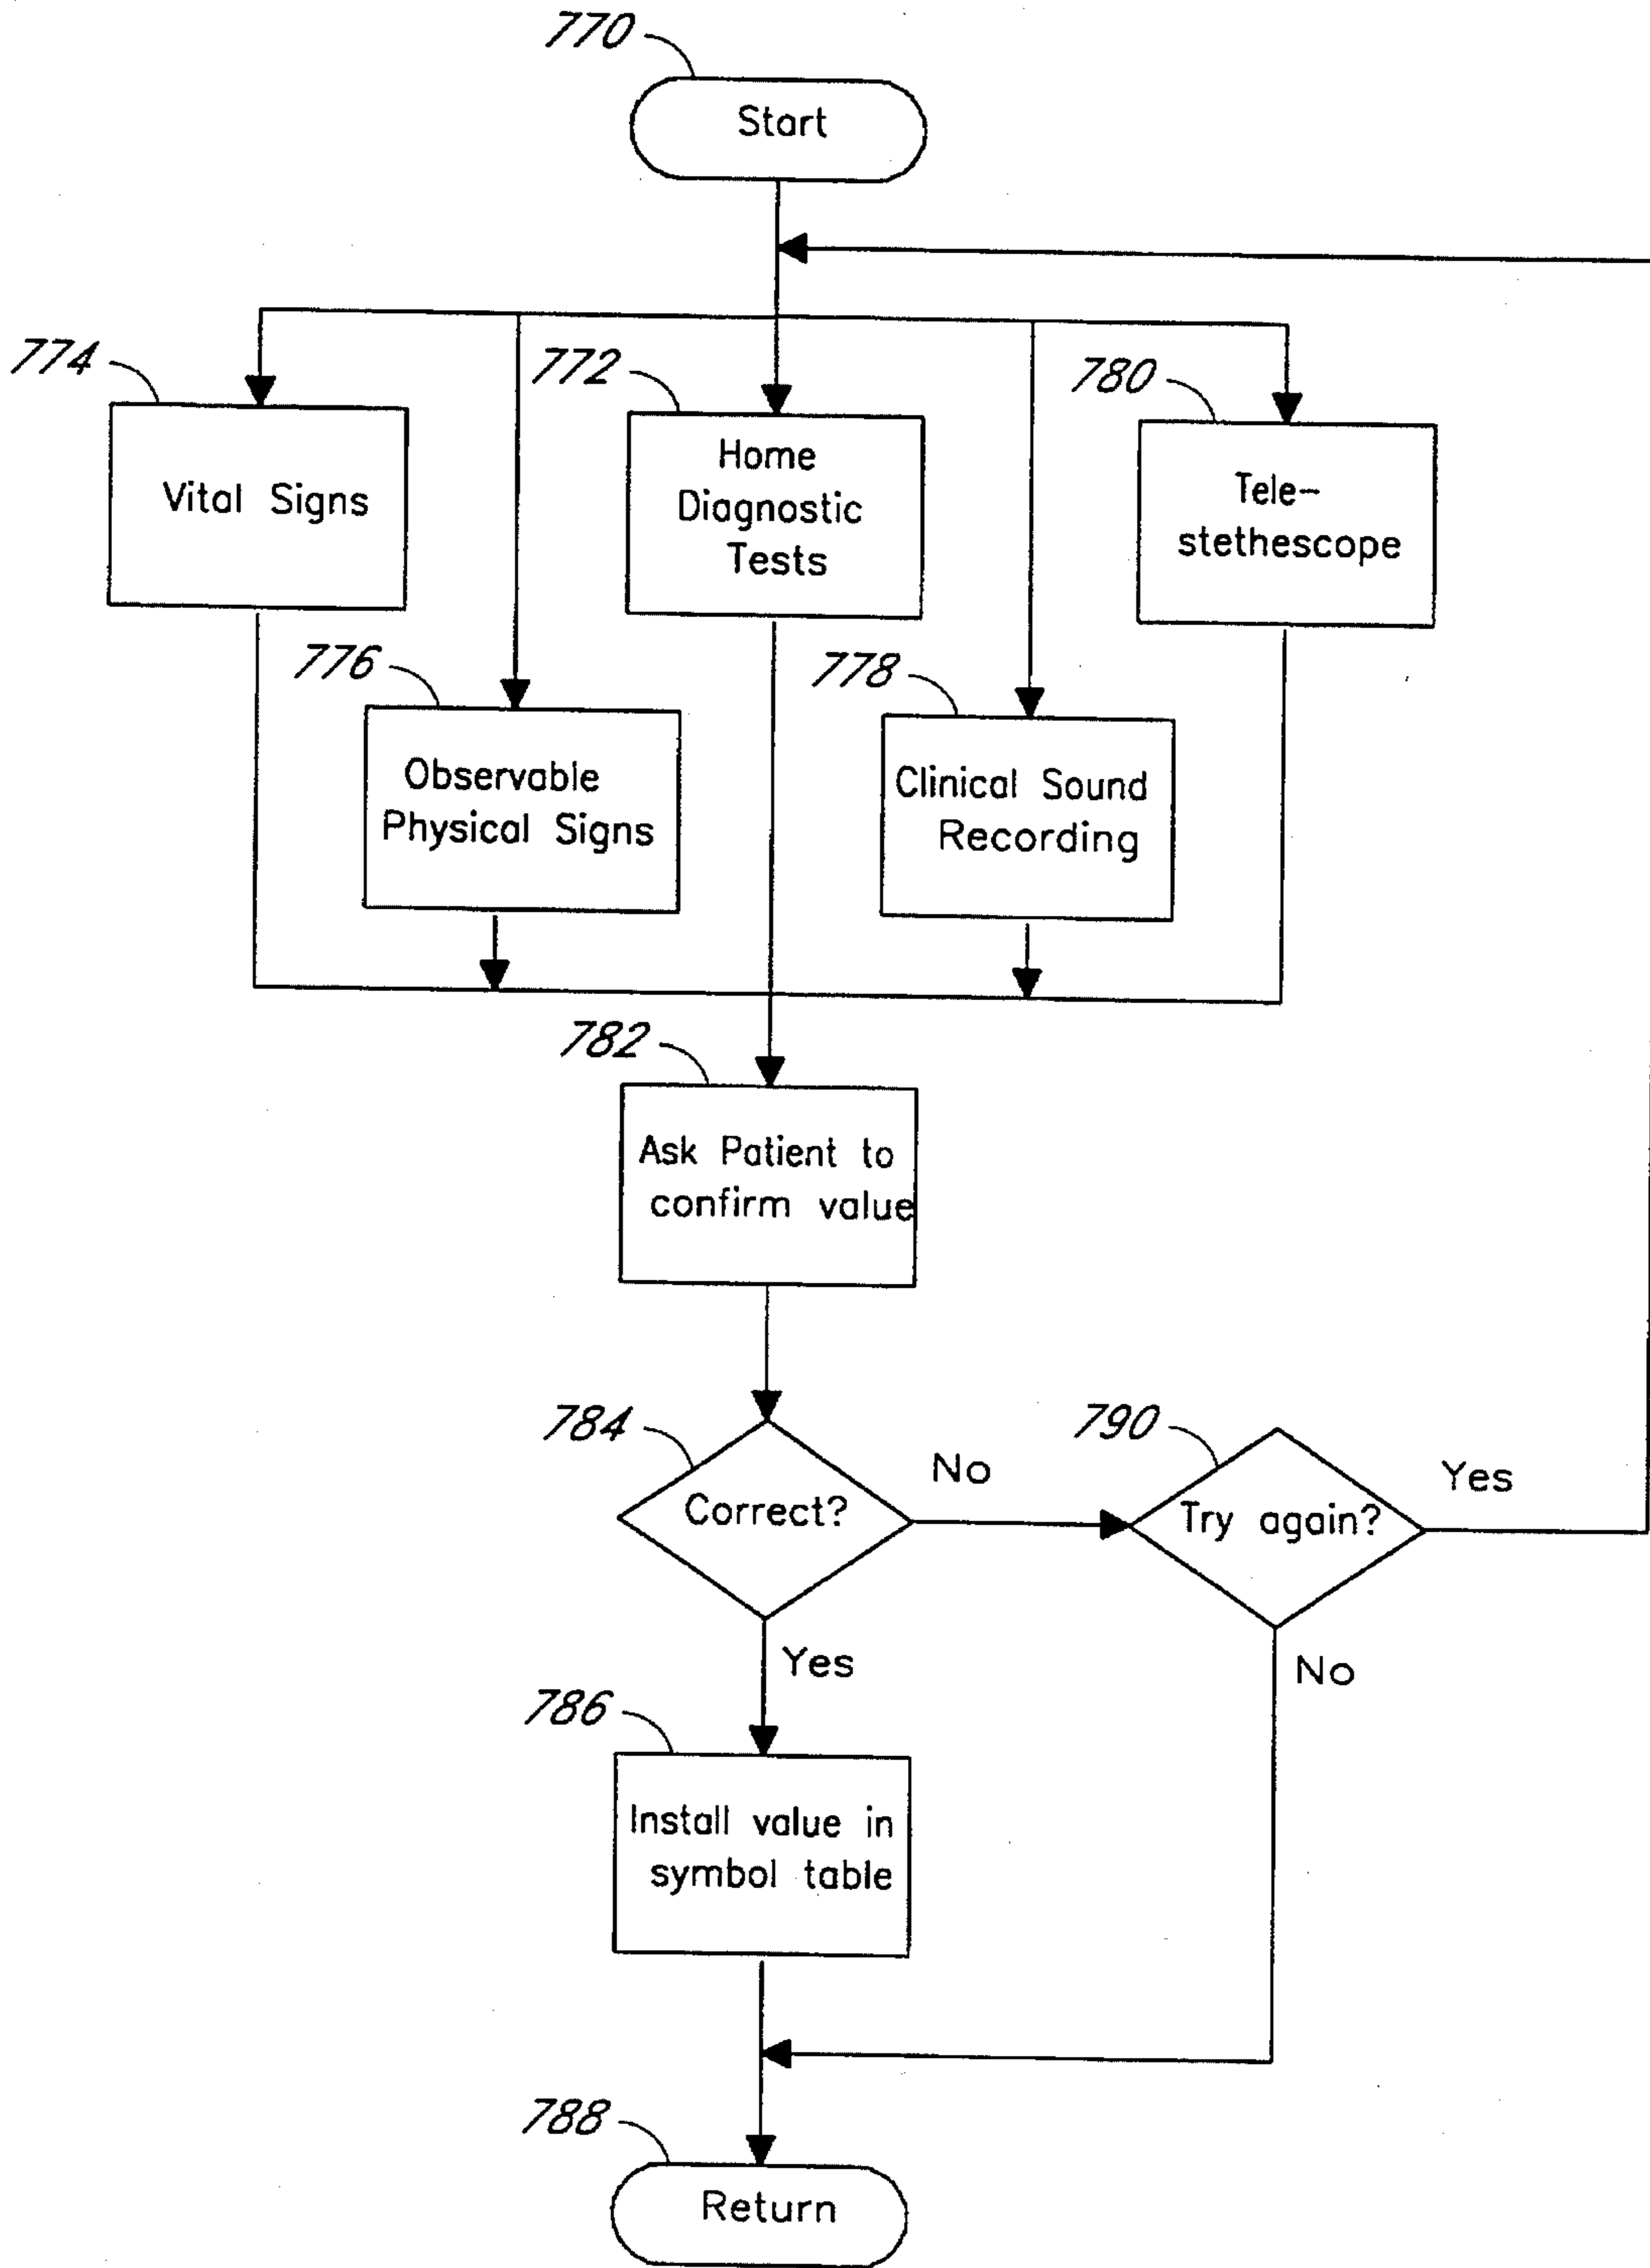 770
Start
774
772
780
Vital Signs
Home
Diagnostic
Tests
Tele-
stethescope
776
778
Observable
Physical Signs
Clinical Sound
Recording
782
Ask Patient to
confirm value
784
Correct?
No
790
Try again?
Yes
Yes
No
786
Install value in
symbol table
788
Return